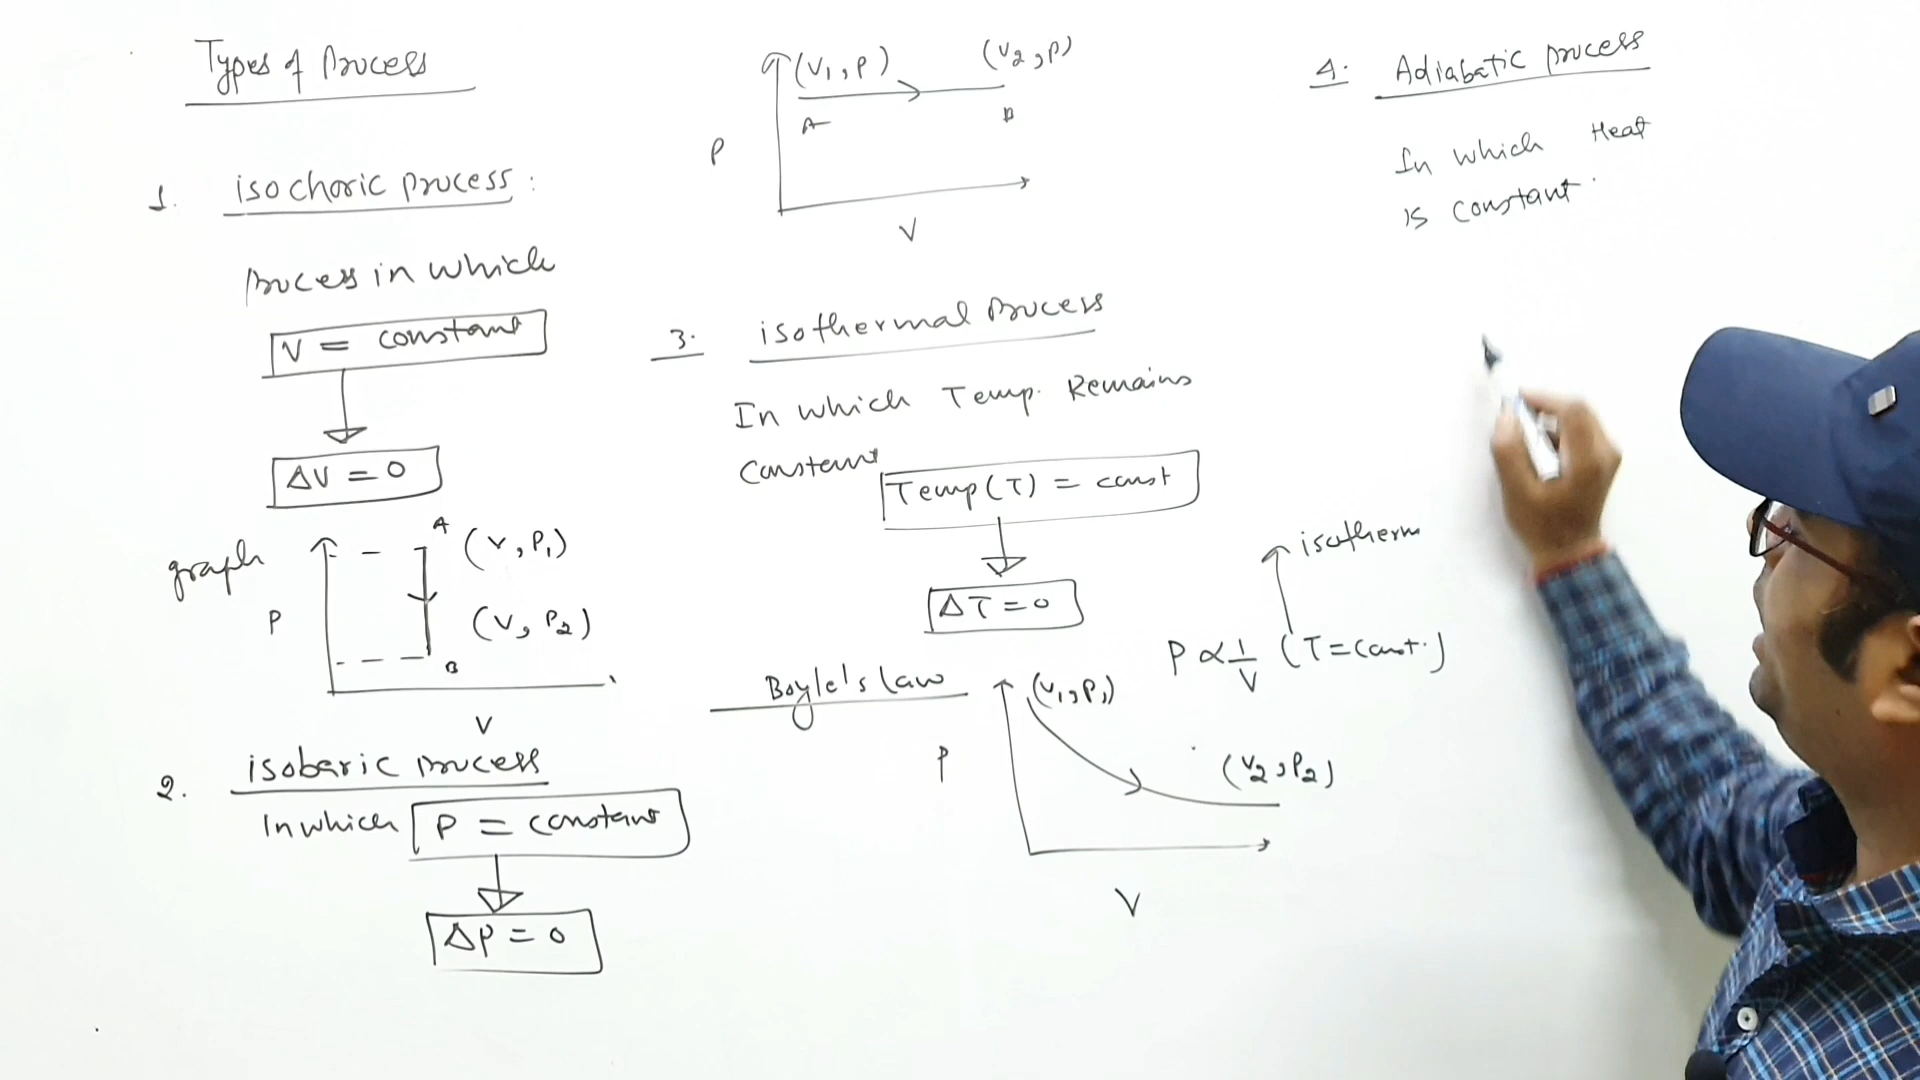 Types of Process
1. isochoric process:
Process in which
V = constant
ΔV = 0
graph
A (V, P1)
P
(V, P2)
B
V
2. isobaric process
In which P = constant
ΔP = 0
(V1, P) (V2, P)
A B
P
V
3. isothermal process
In which Temp. Remains
Constant Temp (T) = const
ΔT = 0
isotherm
P ∝ 1/V (T = Const.)
Boyle's law
(V1, P1)
P
(V2, P2)
V
4. Adiabatic process
In which Heat
is constant.